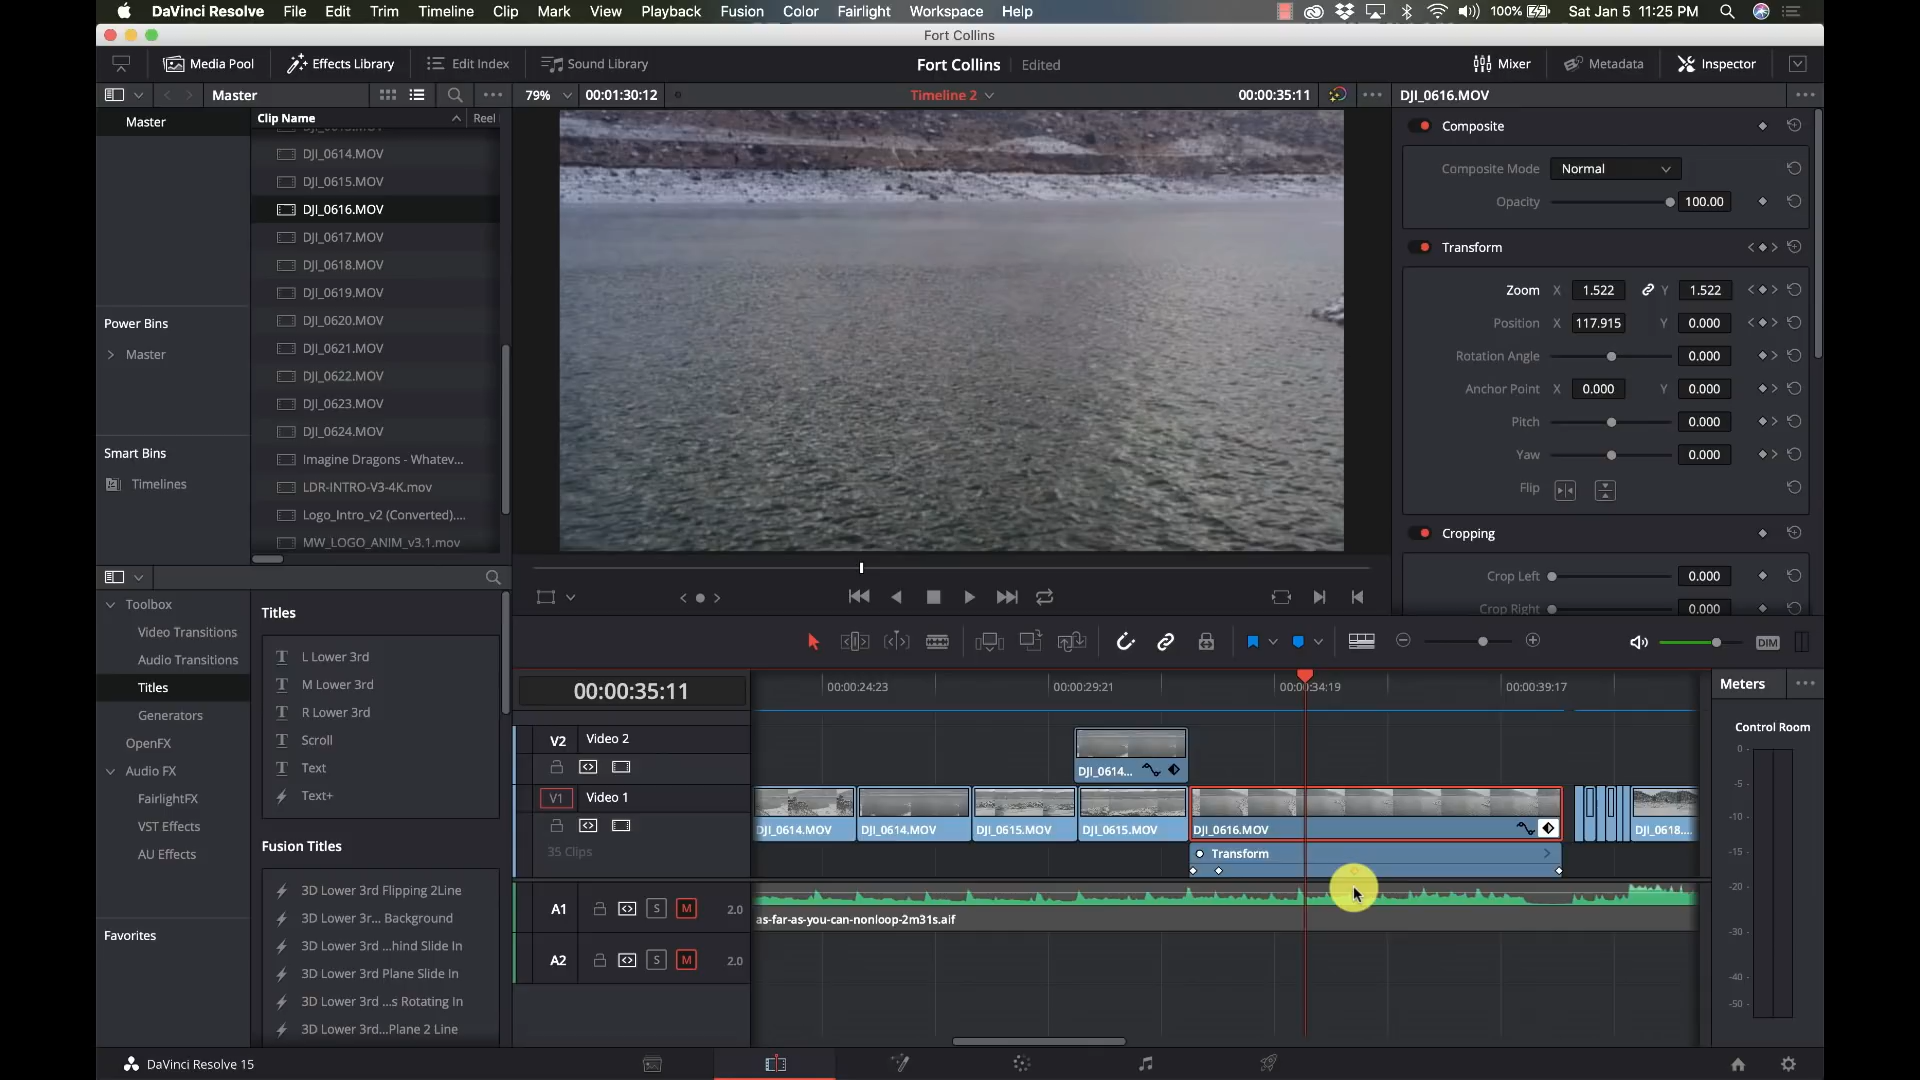 DaVinci Resolve File Edit Trim Timeline Clip Mark View Playback Fusion Color Fairlight Workspace Help 100% Sat Jan 5 11:25 PM
Fort Collins
Media Pool Effects Library Edit Index Sound Library Fort Collins Edited Mixer Metadata Inspector
Master 79% 00:01:30:12 Timeline 2 00:00:35:11 DJI_0616.MOV
Master
Power Bins
Master
Smart Bins
Timelines
Clip Name Reel
DJI_0614.MOV
DJI_0615.MOV
DJI_0616.MOV
DJI_0617.MOV
DJI_0618.MOV
DJI_0619.MOV
DJI_0620.MOV
DJI_0621.MOV
DJI_0622.MOV
DJI_0623.MOV
DJI_0624.MOV
Imagine Dragons - Whatev...
LDR-INTRO-V3-4K.mov
Logo_Intro_v2 (Converted)....
MW_LOGO_ANIM_v3.1.mov
Composite
Composite Mode Normal
Opacity 100.00
Transform
Zoom X 1.522 Y 1.522
Position X 117.915 Y 0.000
Rotation Angle 0.000
Anchor Point X 0.000 Y 0.000
Pitch 0.000
Yaw 0.000
Flip
Cropping
Crop Left 0.000
Crop Right 0.000
Toolbox
Video Transitions
Audio Transitions
Titles
Generators
OpenFX
Audio FX
FairlightFX
VST Effects
AU Effects
Favorites
Titles
L Lower 3rd
M Lower 3rd
R Lower 3rd
Scroll
Text
Text+
Fusion Titles
3D Lower 3rd Flipping 2Line
3D Lower 3r... Background
3D Lower 3rd ...hind Slide In
3D Lower 3rd Plane Slide In
3D Lower 3rd ...s Rotating In
3D Lower 3rd...Plane 2 Line
DIM
00:00:35:11 00:00:24:23 00:00:29:21 00:00:34:19 00:00:39:17
V2 Video 2
DJI_0614...
V1 Video 1
35 Clips
DJI_0614.MOV DJI_0614.MOV DJI_0615.MOV DJI_0615.MOV DJI_0616.MOV DJI_0618....
Transform
A1 S M 2.0
as-far-as-you-can-nonloop-2m31s.aif
A2 S M 2.0
Meters
Control Room
0
-5
-10
-15
-20
-30
-40
-50
DaVinci Resolve 15